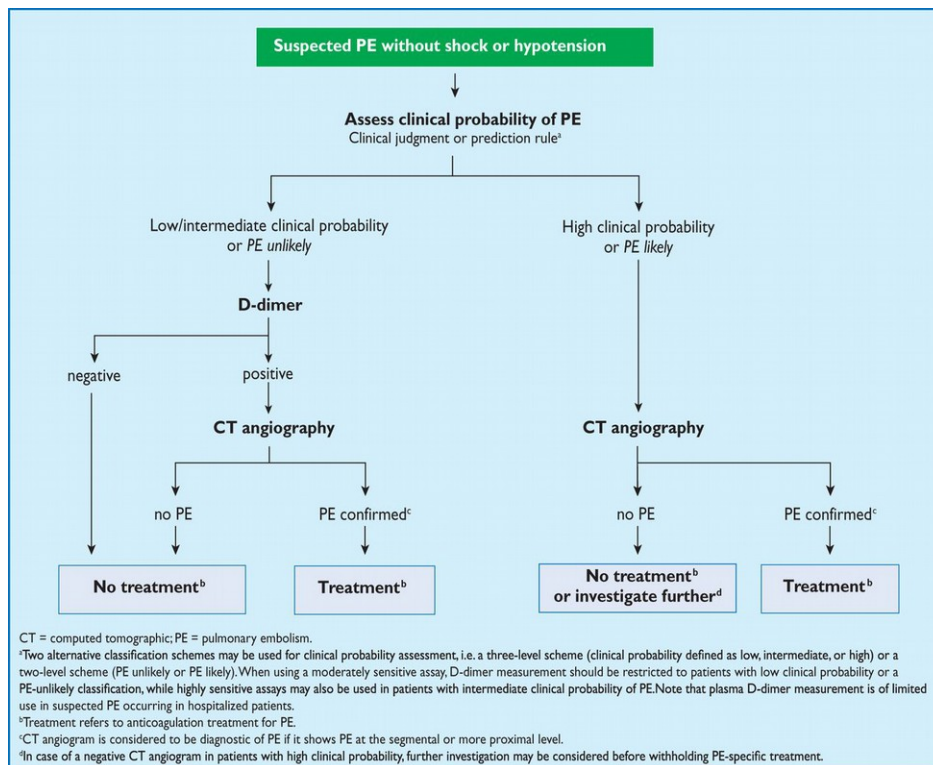 Suspected PE without shock or hypotension
Assess clinical probability of PE
Clinical judgment or prediction ruleᵃ
Low/intermediate clinical probability
or PE unlikely
High clinical probability
or PE likely
D-dimer
negative
positive
CT angiography
CT angiography
no PE
PE confirmedᶜ
no PE
PE confirmedᶜ
No treatmentᵇ
Treatmentᵇ
No treatmentᵇ
or investigate furtherᵈ
Treatmentᵇ
CT = computed tomographic; PE = pulmonary embolism.
ᵃTwo alternative classification schemes may be used for clinical probability assessment, i.e. a three-level scheme (clinical probability defined as low, intermediate, or high) or a
two-level scheme (PE unlikely or PE likely). When using a moderately sensitive assay, D-dimer measurement should be restricted to patients with low clinical probability or a
PE-unlikely classification, while highly sensitive assays may also be used in patients with intermediate clinical probability of PE. Note that plasma D-dimer measurement is of limited
use in suspected PE occurring in hospitalized patients.
ᵇTreatment refers to anticoagulation treatment for PE.
ᶜCT angiogram is considered to be diagnostic of PE if it shows PE at the segmental or more proximal level.
ᵈIn case of a negative CT angiogram in patients with high clinical probability, further investigation may be considered before withholding PE-specific treatment.